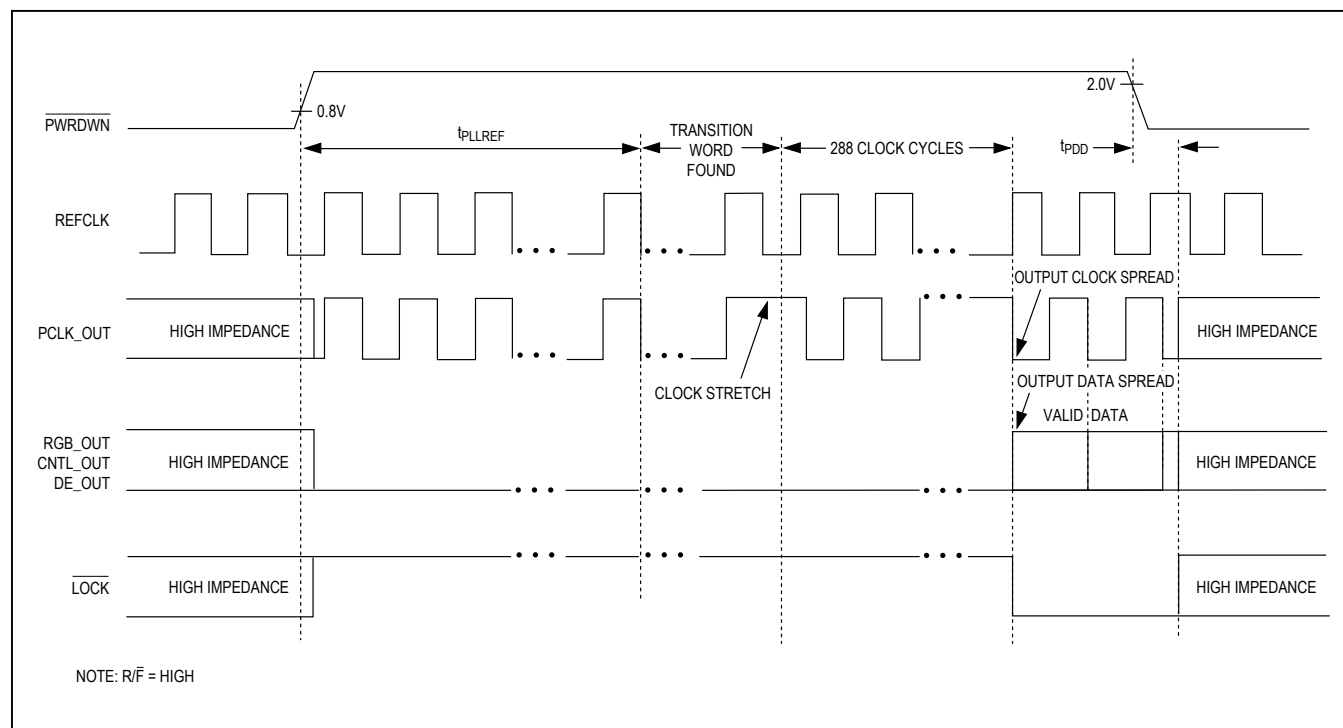 PWRDWN
0.8V
2.0V
tPLLREF
TRANSITION
WORD
FOUND
288 CLOCK CYCLES
tPDD
REFCLK
OUTPUT CLOCK SPREAD
PCLK_OUT
HIGH IMPEDANCE
HIGH IMPEDANCE
CLOCK STRETCH
OUTPUT DATA SPREAD
VALID DATA
RGB_OUT
CNTL_OUT
DE_OUT
HIGH IMPEDANCE
HIGH IMPEDANCE
LOCK
HIGH IMPEDANCE
HIGH IMPEDANCE
NOTE: R/F̅ = HIGH